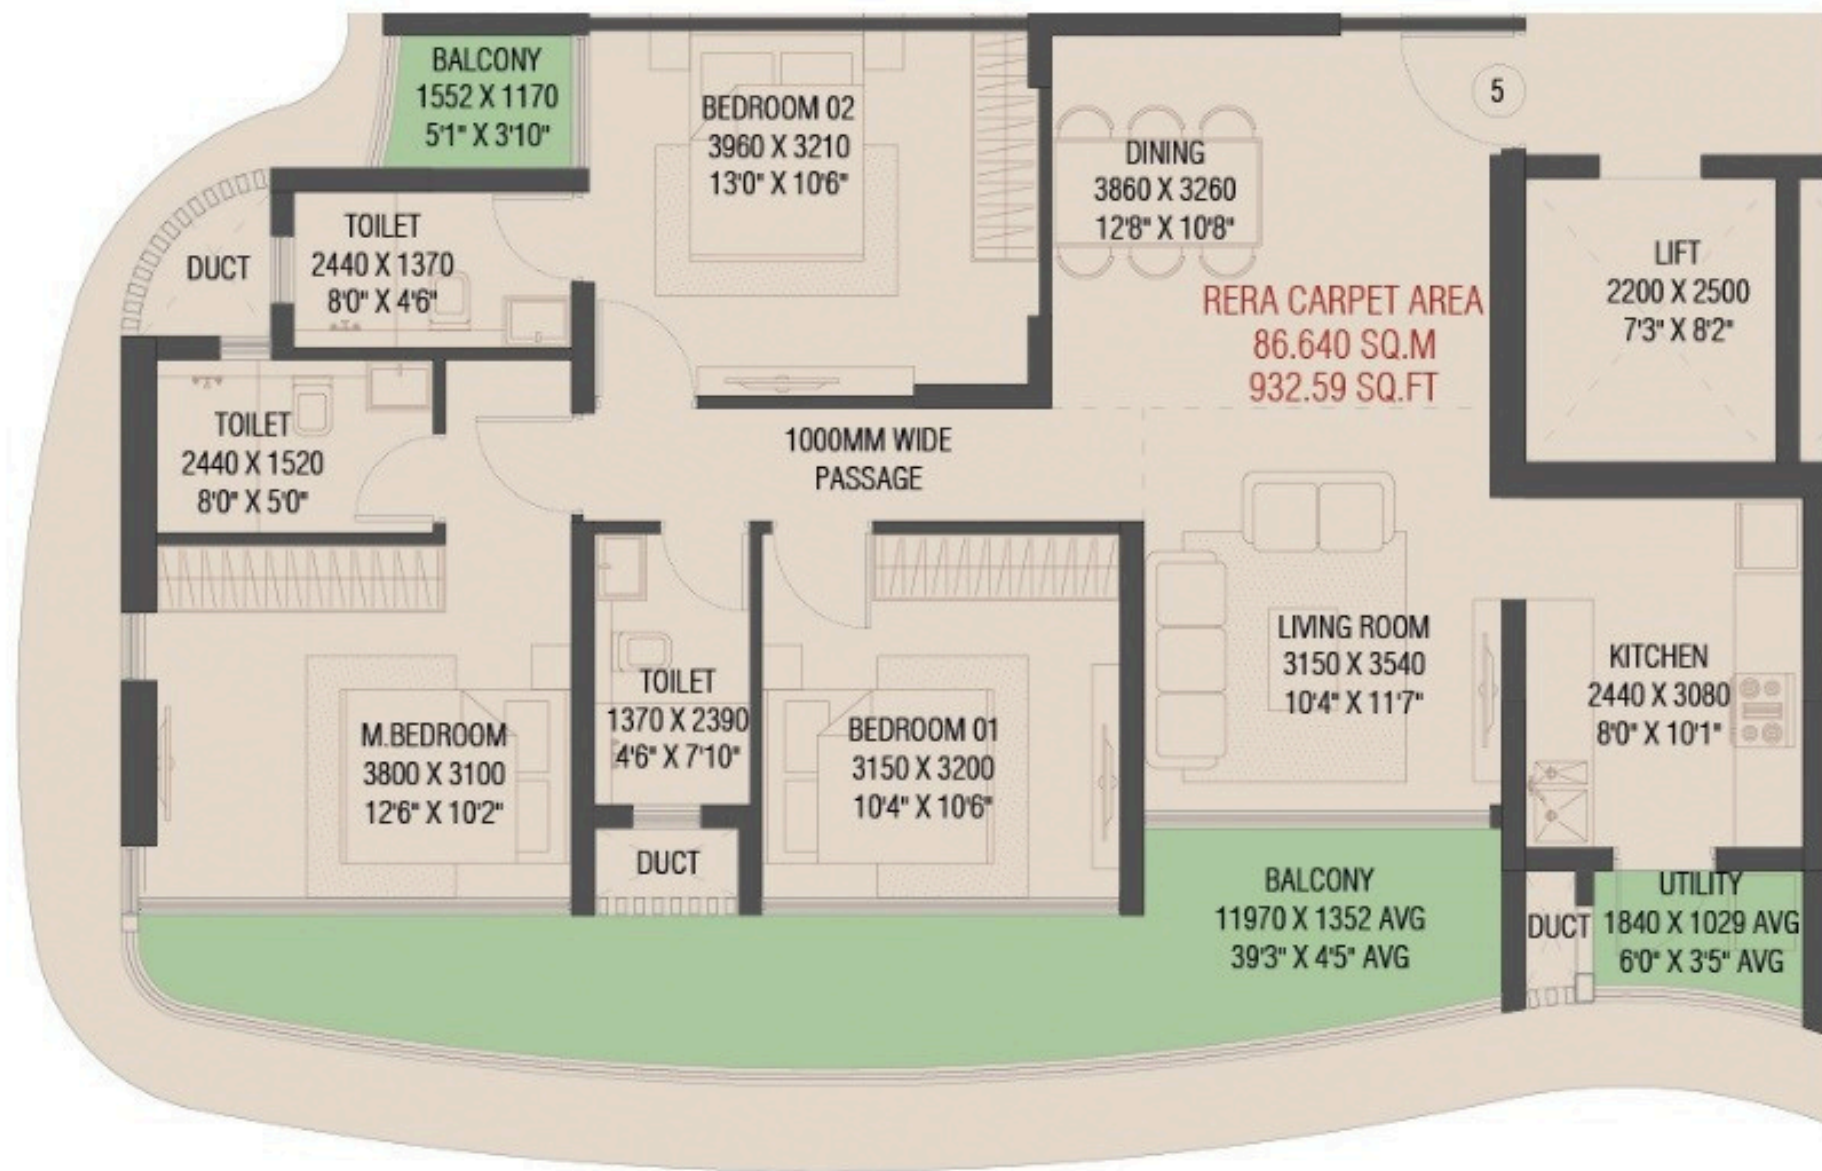 BALCONY
1552 X 1170
5'1" X 3'10"
BEDROOM 02
3960 X 3210
13'0" X 10'6"
5
DINING
3860 X 3260
12'8" X 10'8"
TOILET
2440 X 1370
8'0" X 4'6"
DUCT
LIFT
2200 X 2500
7'3" X 8'2"
RERA CARPET AREA
86.640 SQ.M
932.59 SQ.FT
TOILET
2440 X 1520
8'0" X 5'0"
1000MM WIDE
PASSAGE
LIVING ROOM
3150 X 3540
10'4" X 11'7"
KITCHEN
2440 X 3080
8'0" X 10'1"
TOILET
1370 X 2390
4'6" X 7'10"
M.BEDROOM
3800 X 3100
12'6" X 10'2"
BEDROOM 01
3150 X 3200
10'4" X 10'6"
DUCT
BALCONY
11970 X 1352 AVG
39'3" X 4'5" AVG
DUCT
UTILITY
1840 X 1029 AVG
6'0" X 3'5" AVG